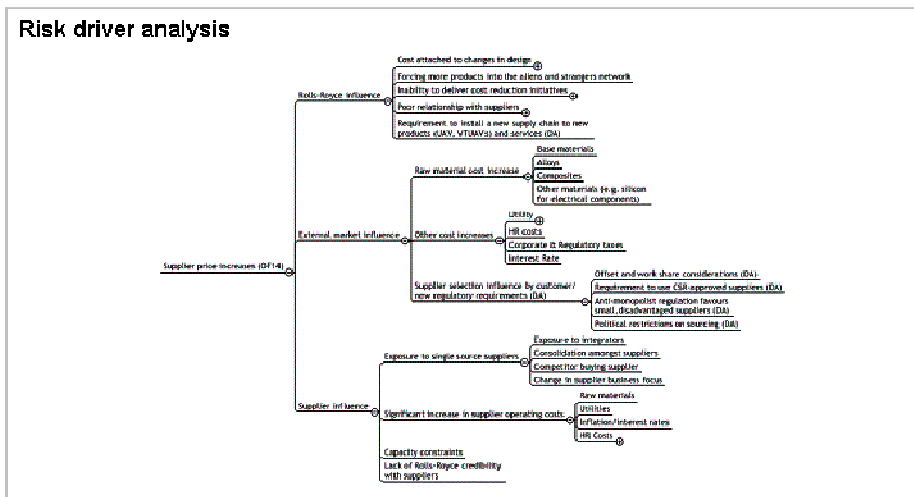 Risk driver analysis
Cost attached to changes in design
Forcing more products into the aliens and strangers network
Rolls-Royce influence
Inability to deliver cost reduction initiatives
Poor relationship with suppliers
Requirement to install a new supply chain to new
products (UAV, VTUAVs) and services (DA)
Base materials
Alloys
Raw material cost increase
Composites
Other materials (e.g. silicon
for electrical components)
Utility
HR costs
External market influence
Other cost increases
Corporate & Regulatory taxes
Interest Rate
Supplier price increases
Supplier selection influence by customer/
new regulatory requirements (DA)
Offset and work share considerations (DA)
Requirement to use CSR-approved suppliers (DA)
Anti-monopolist regulation favours
small, disadvantaged suppliers (DA)
Political restrictions on sourcing (DA)
Exposure to single source suppliers
Exposure to integrators
Consolidation amongst suppliers
Competitor buying supplier
Change in supplier business focus
Supplier influence
Significant increase in supplier operating costs
Raw materials
Utilities
Inflation/interest rates
HR Costs
Capacity constraints
Lack of Rolls-Royce credibility
with suppliers